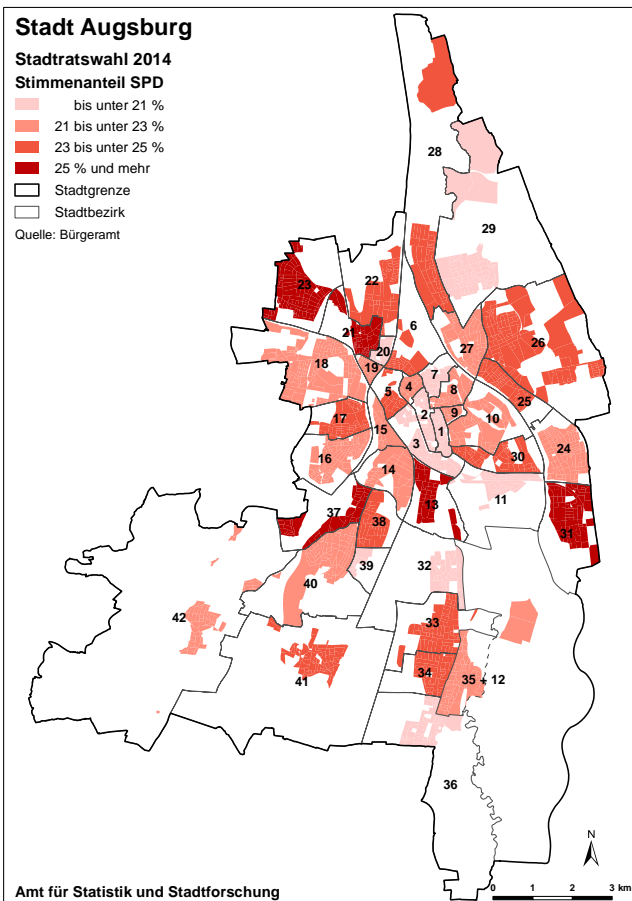 Stadt Augsburg
Stadtratswahl 2014
Stimmenanteil SPD
bis unter 21 %
21 bis unter 23 %
23 bis unter 25 %
25 % und mehr
Stadtgrenze
Stadtbezirk
Quelle: Bürgeramt
28
29
22
23
6
21
20
27
26
18
19
7
5
4
8
25
17
2
9
10
15
1
3
16
24
30
14
11
13
37
31
38
39
32
40
42
33
34
41
35 + 12
36
N
0 1 2 3 km
Amt für Statistik und Stadtforschung